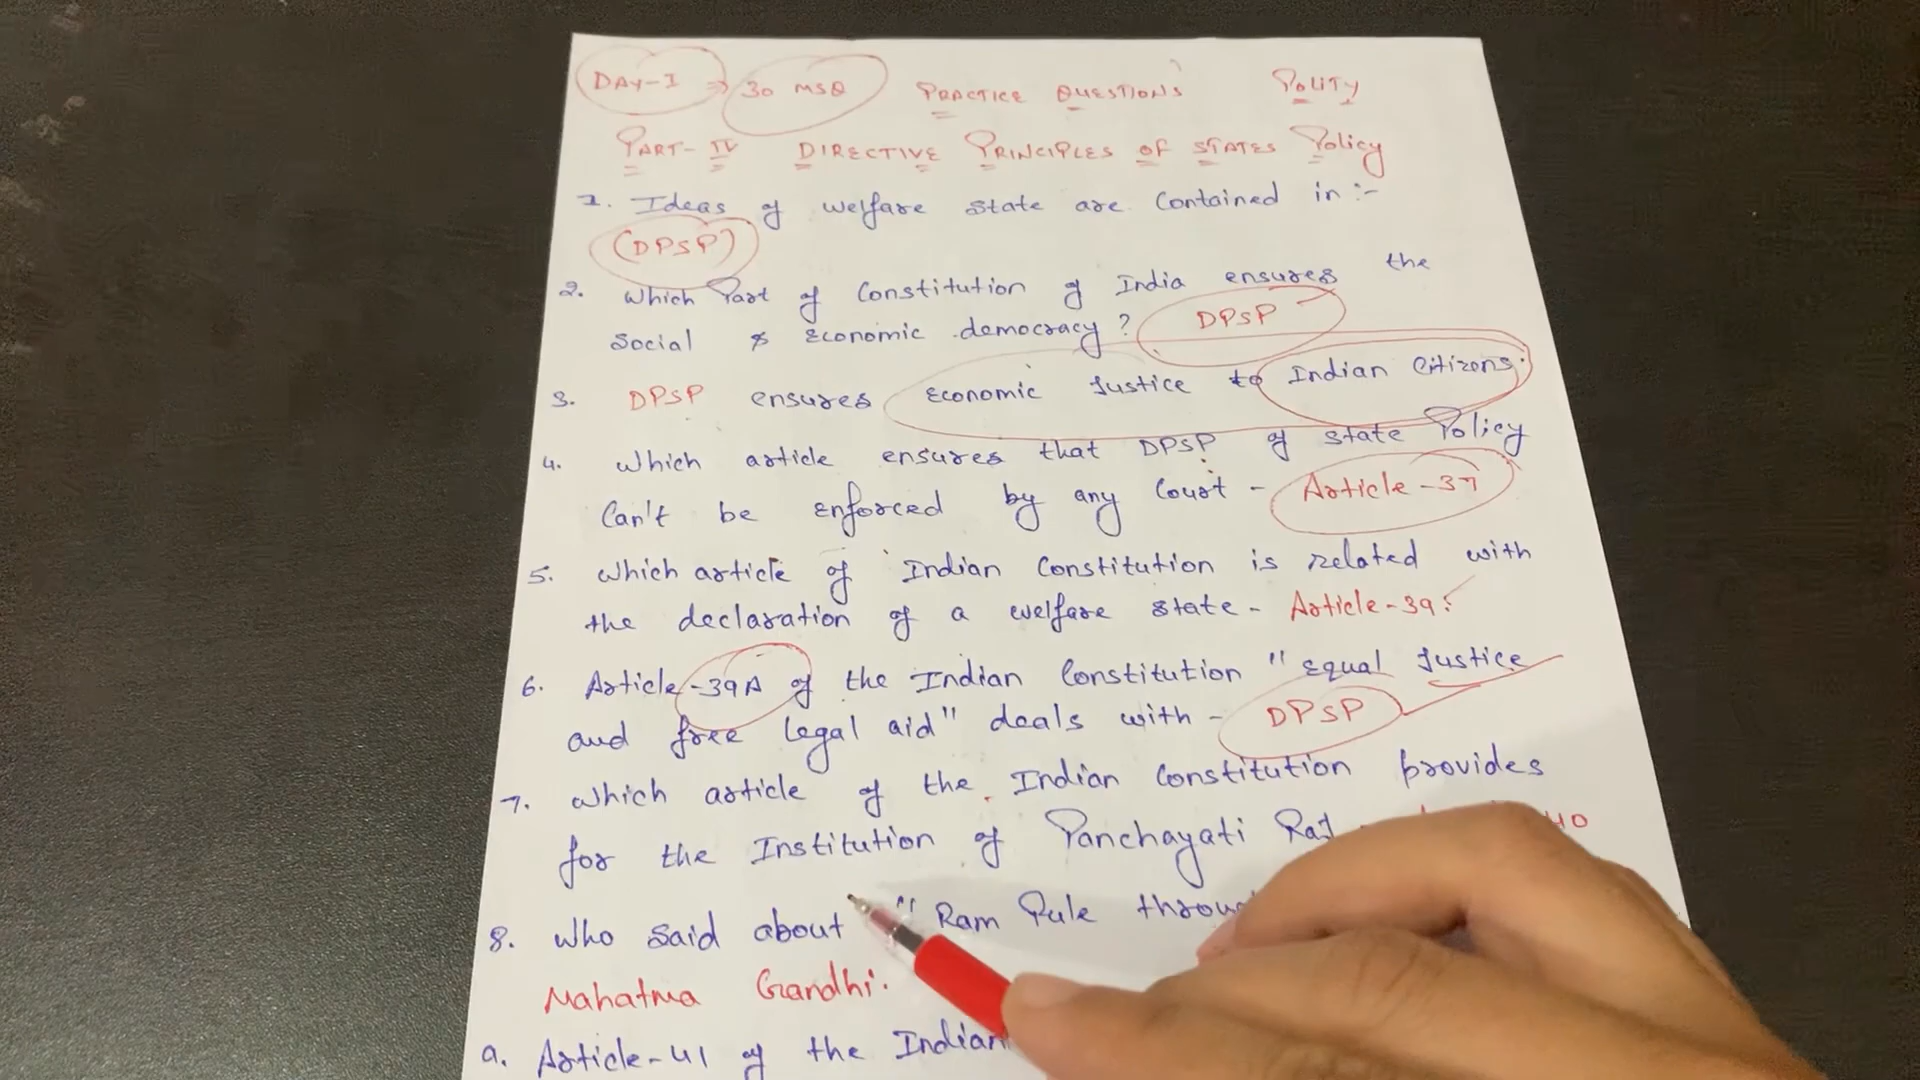 DAY-I ⇒ 30 MSQ PRACTICE QUESTIONS POLITY
PART-IV DIRECTIVE PRINCIPLES OF STATES Policy
1. Ideas of welfare State are Contained in :-
(DPSP)
2. Which Part of Constitution of India ensures the
Social & Economic democracy? DPSP
3. DPSP ensures Economic Justice to Indian Citizens.
4. Which article ensures that DPSP of State Policy
Can't be enforced by any Court - Article-37
5. Which article of Indian Constitution is related with
the declaration of a welfare state - Article-39.
6. Article-39A of the Indian Constitution "equal Justice
and free legal aid" deals with - DPSP
7. Which article of the Indian Constitution provides
for the Institution of Panchayati Raj - 40
8. Who said about "Ram Rule
Mahatma Gandhi.
9. Article-41 of the Indian